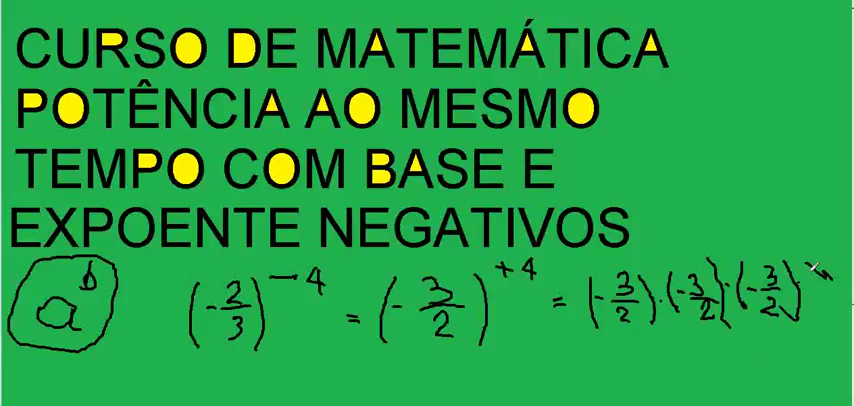 CURSO DE MATEMÁTICA
POTÊNCIA AO MESMO
TEMPO COM BASE E
EXPOENTE NEGATIVOS
a^b (-2/3)^-4 = (-3/2)^+4 = (-3/2)·(-3/2)·(-3/2)·